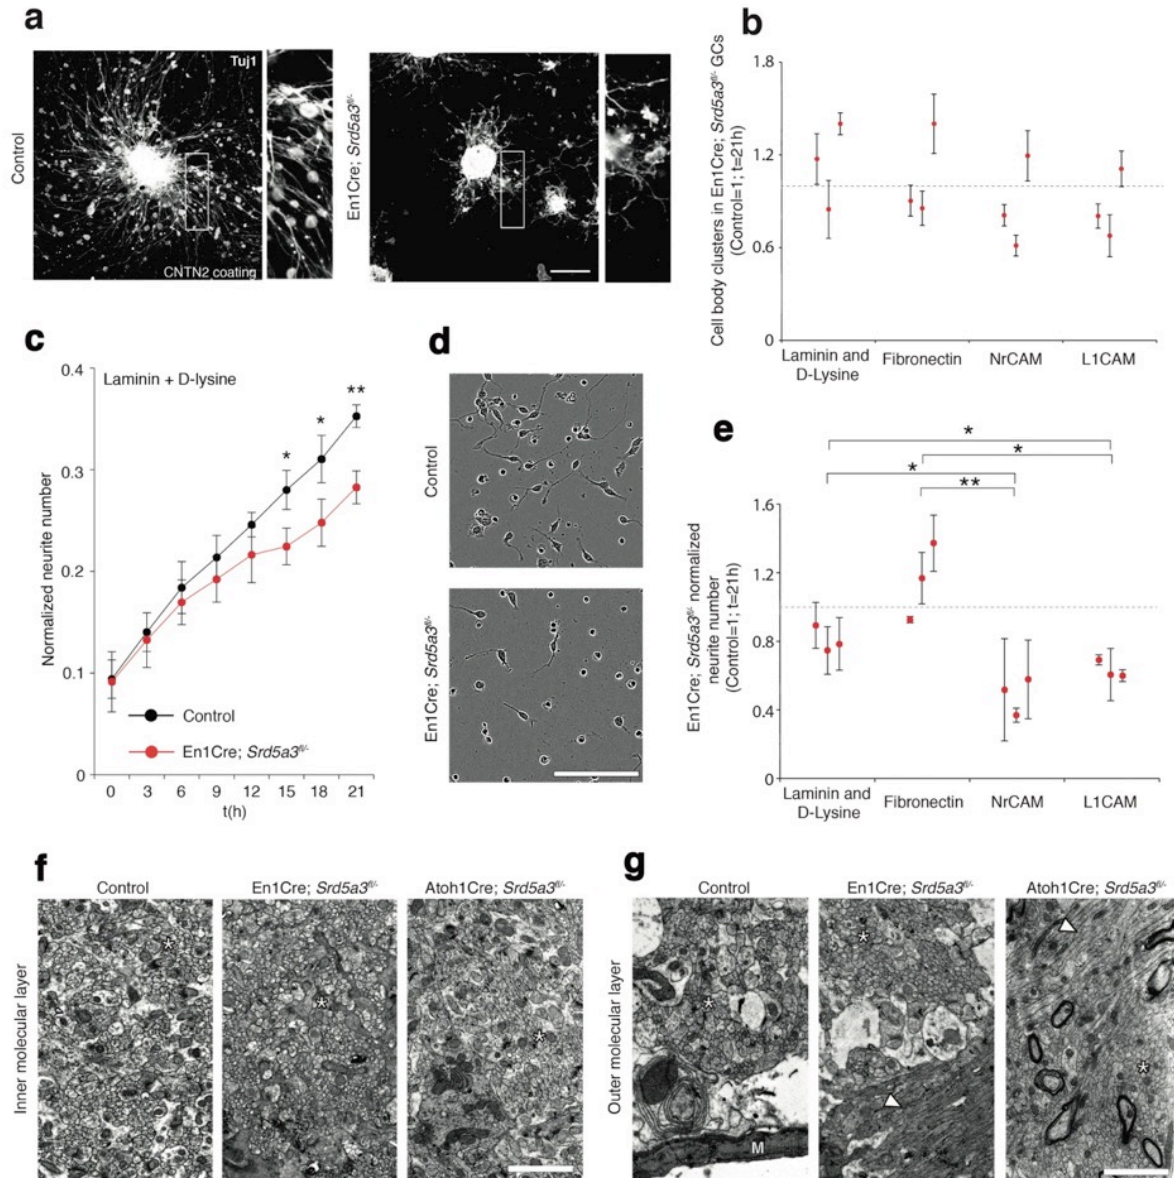 a
Control
Tuj1
CNTN2 coating
En1Cre; Srd5a3fl/-
b
Cell body clusters in En1Cre; Srd5a3fl/- GCs
(Control=1; t=21h)
1.8
1.2
0.6
0
Laminin and
D-Lysine
Fibronectin
NrCAM
L1CAM
c
Laminin + D-lysine
Normalized neurite number
0.4
0.3
0.2
0.1
0
*
*
**
Control
En1Cre; Srd5a3fl/-
0 3 6 9 12 15 18 21
t(h)
d
Control
En1Cre; Srd5a3fl/-
e
*
*
*
**
En1Cre; Srd5a3fl/- normalized
neurite number
(Control=1; t=21h)
1.6
1.2
0.8
0.4
0
Laminin and
D-Lysine
Fibronectin
NrCAM
L1CAM
f
Control
En1Cre; Srd5a3fl/-
Atoh1Cre; Srd5a3fl/-
Inner molecular layer
*
*
*
g
Control
En1Cre; Srd5a3fl/-
Atoh1Cre; Srd5a3fl/-
Outer molecular layer
*
M
*
*